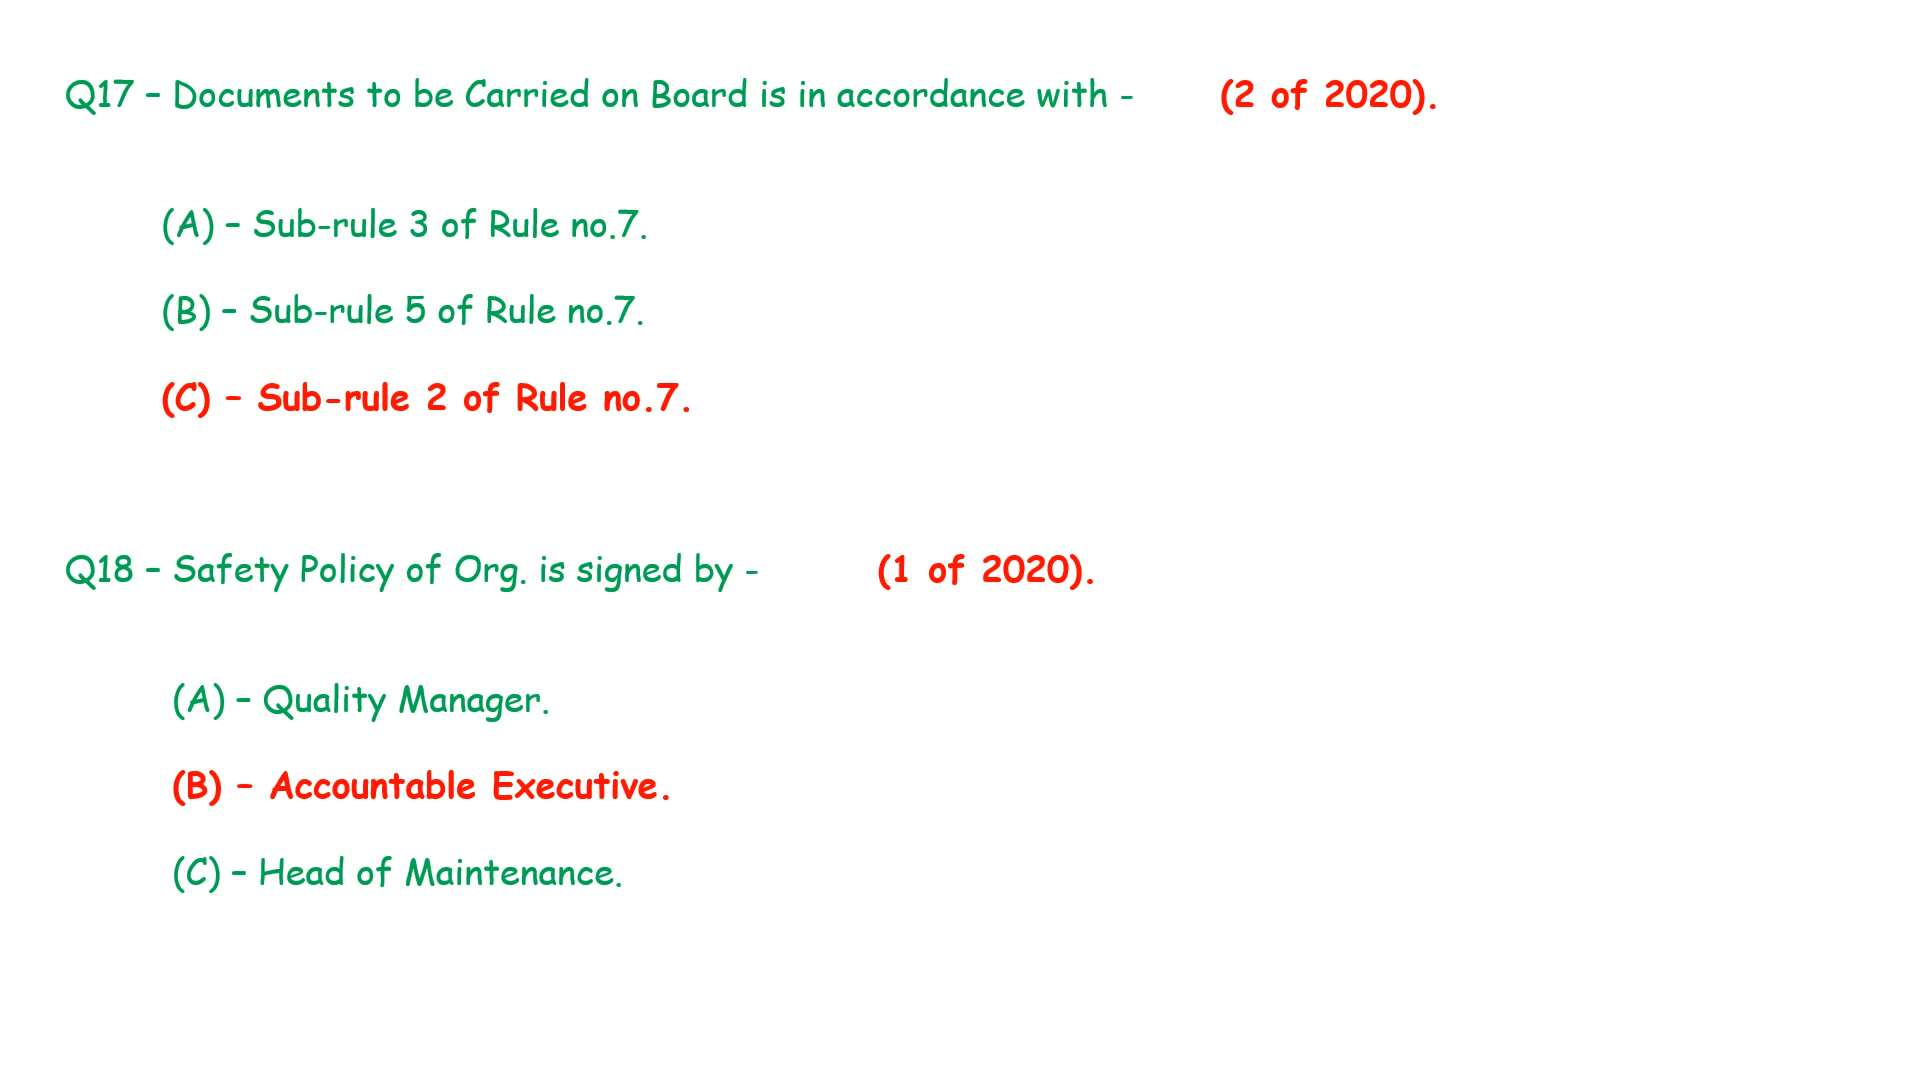 Q17 – Documents to be Carried on Board is in accordance with - (2 of 2020).
(A) – Sub-rule 3 of Rule no.7.
(B) – Sub-rule 5 of Rule no.7.
(C) – Sub-rule 2 of Rule no.7.
Q18 – Safety Policy of Org. is signed by - (1 of 2020).
(A) – Quality Manager.
(B) – Accountable Executive.
(C) – Head of Maintenance.